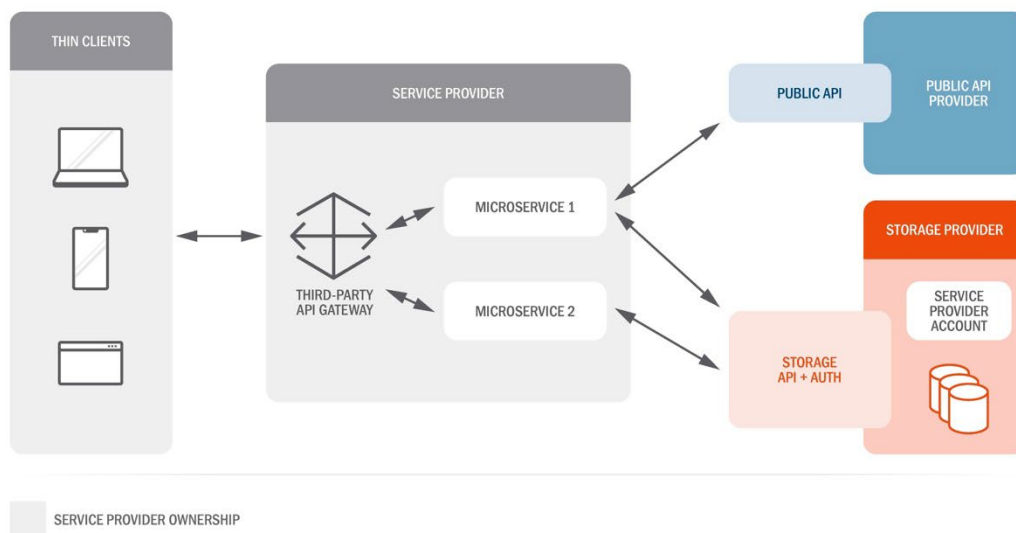 THIN CLIENTS
SERVICE PROVIDER
THIRD-PARTY
API GATEWAY
MICROSERVICE 1
MICROSERVICE 2
PUBLIC API
PUBLIC API
PROVIDER
STORAGE PROVIDER
SERVICE
PROVIDER
ACCOUNT
STORAGE
API + AUTH
SERVICE PROVIDER OWNERSHIP